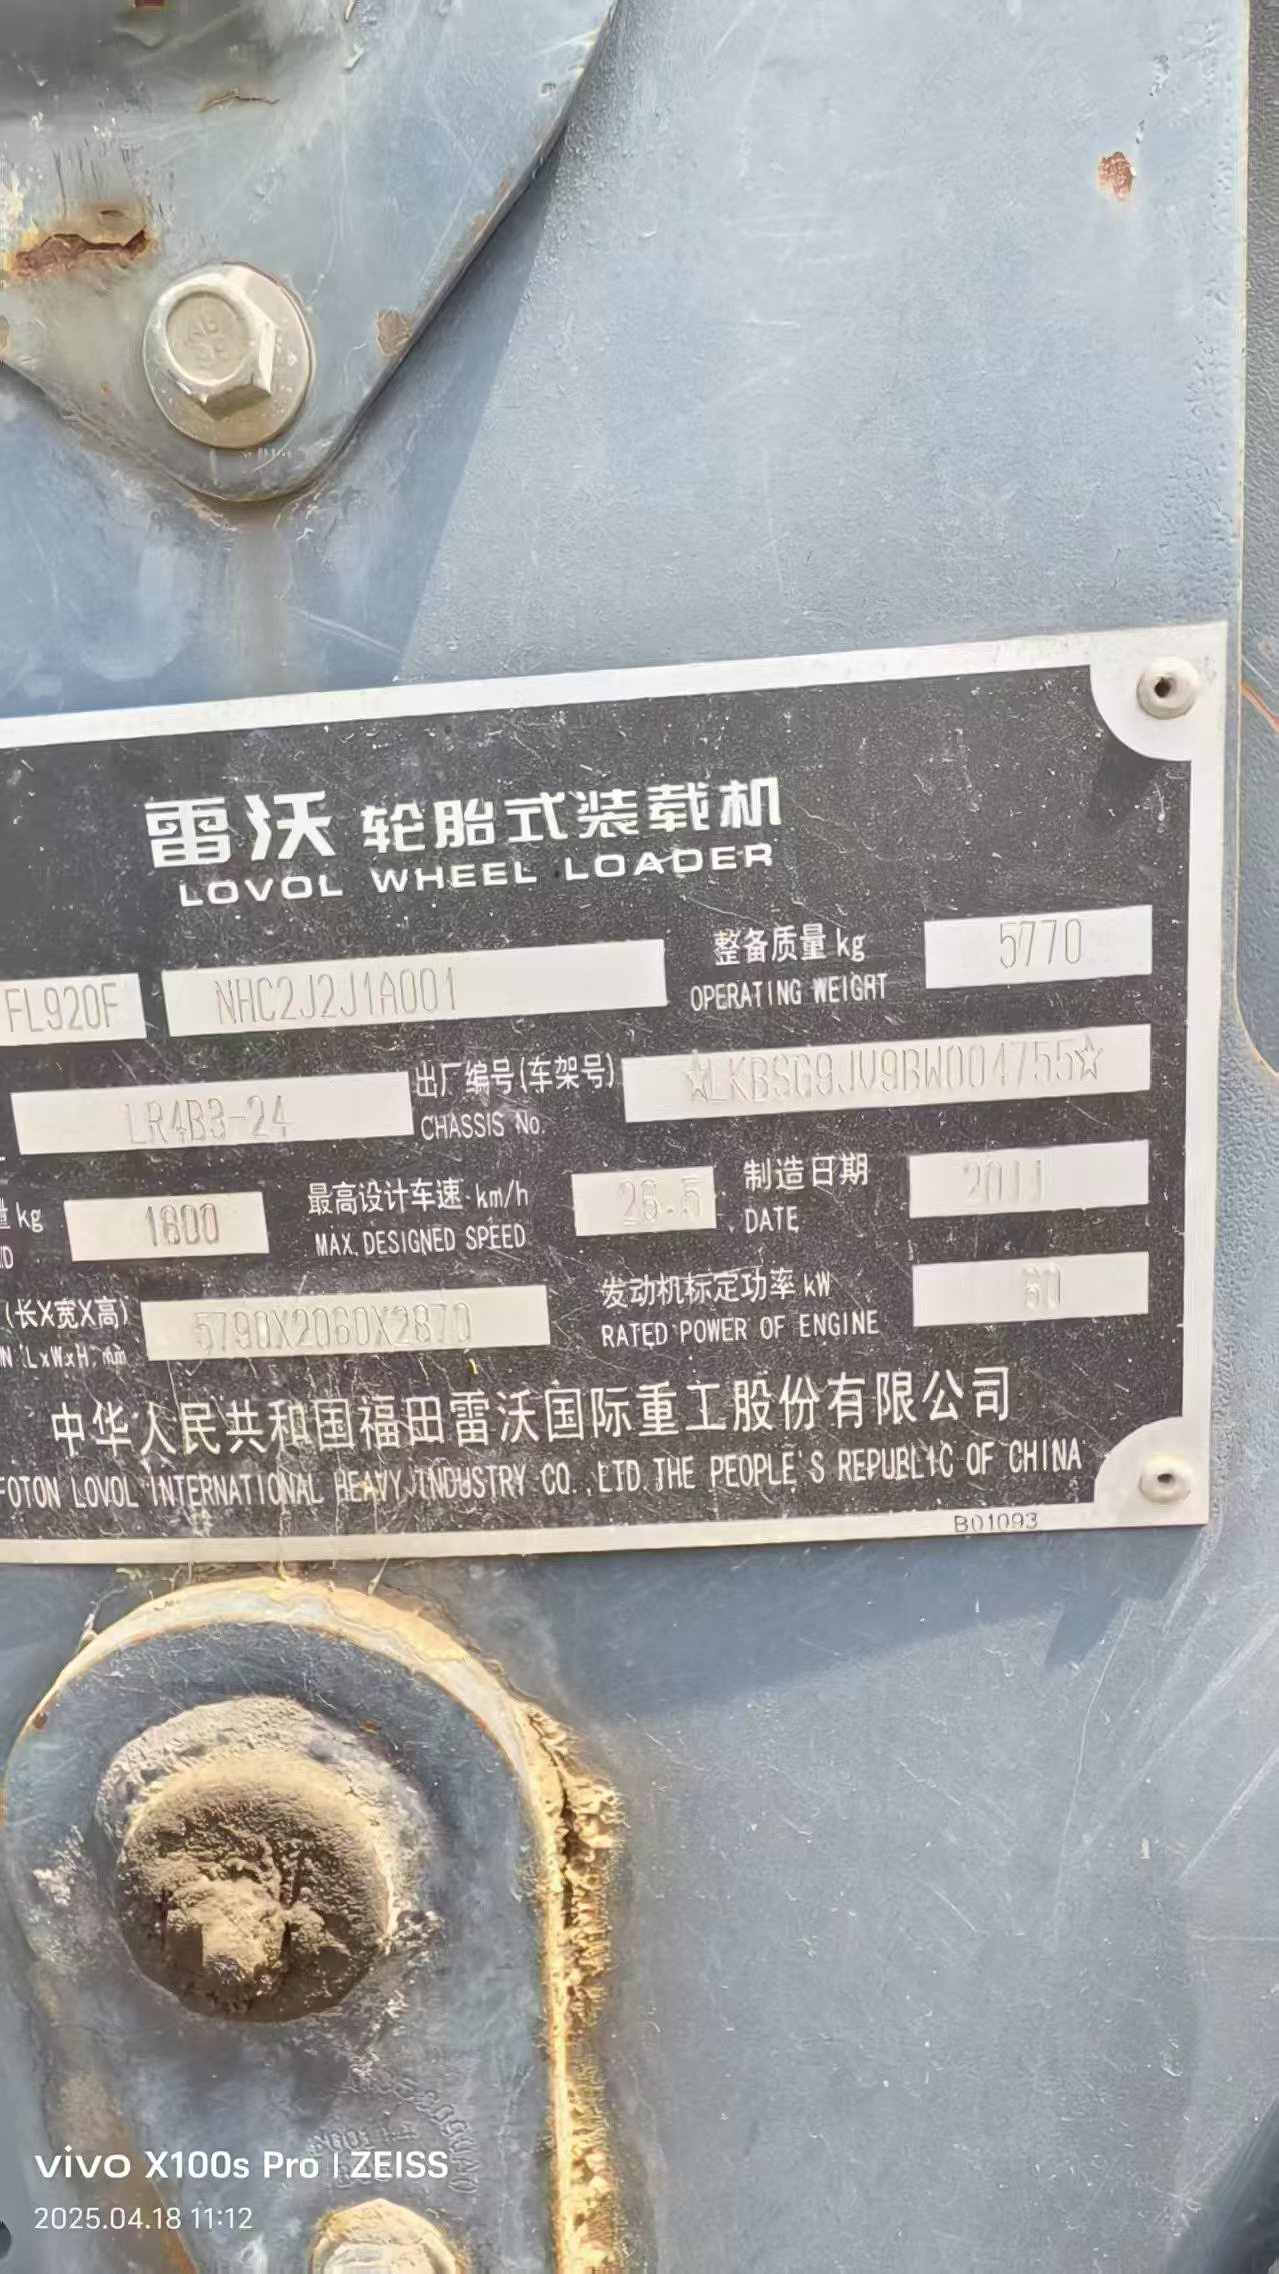 雷沃 轮胎式装载机
LOVOL WHEEL LOADER
FL920F NHC2J2J1A001 整备质量 kg 5770
OPERATING WEIGHT
LR4B3-24 出厂编号(车架号) ☆LKBSG9JV9BW004755☆
CHASSIS No.
量 kg 1800 最高设计车速 km/h 26.5 制造日期 2011
MAX. DESIGNED SPEED DATE
(长X宽X高) 5790X2060X2870 发动机标定功率 kW 60
LxWxH mm RATED POWER OF ENGINE
中华人民共和国福田雷沃国际重工股份有限公司
FOTON LOVOL INTERNATIONAL HEAVY INDUSTRY CO.,LTD.THE PEOPLE'S REPUBLIC OF CHINA
B01093
vivo X100s Pro | ZEISS
2025.04.18 11:12